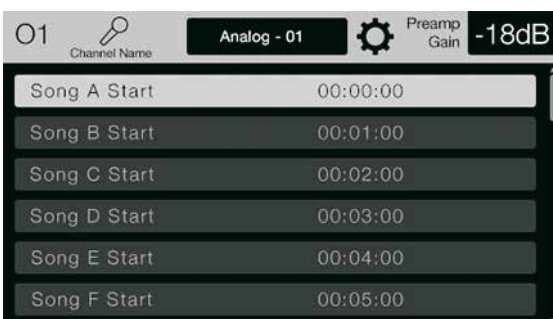 O1
Channel Name
Analog - 01
Preamp
Gain
-18dB
Song A Start 00:00:00
Song B Start 00:01:00
Song C Start 00:02:00
Song D Start 00:03:00
Song E Start 00:04:00
Song F Start 00:05:00